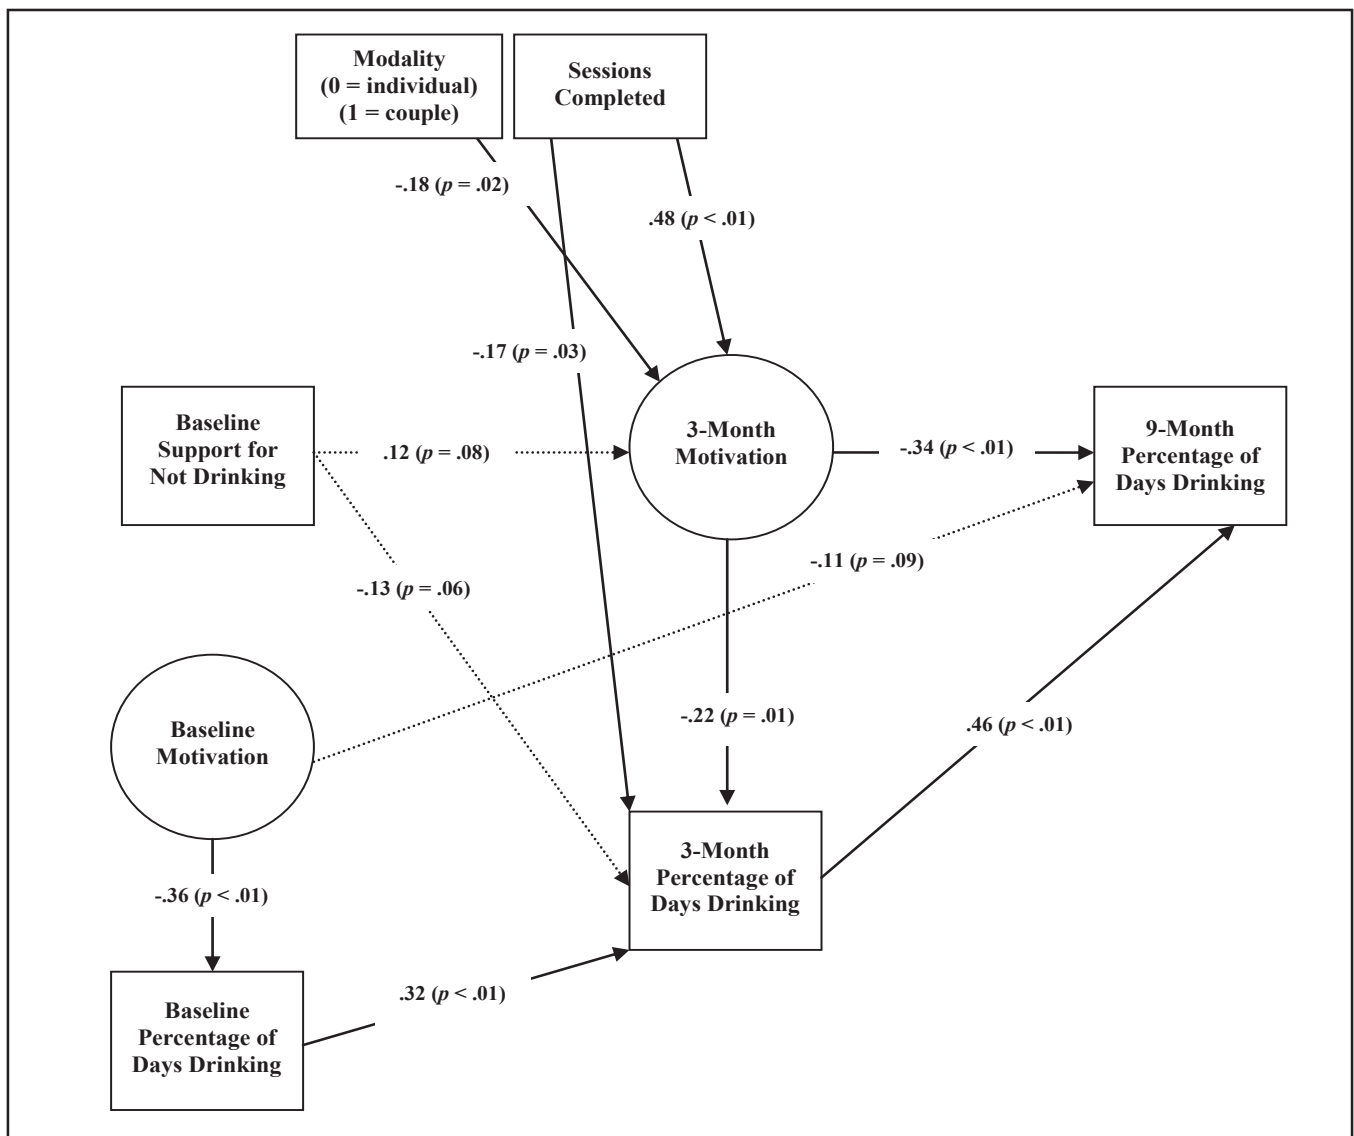 Modality
(0 = individual)
(1 = couple)
Sessions
Completed
-.18 (p = .02)
.48 (p < .01)
-.17 (p = .03)
Baseline
Support for
Not Drinking
.12 (p = .08)
3-Month
Motivation
-.34 (p < .01)
9-Month
Percentage of
Days Drinking
-.13 (p = .06)
-.11 (p = .09)
Baseline
Motivation
-.22 (p = .01)
.46 (p < .01)
-.36 (p < .01)
3-Month
Percentage of
Days Drinking
.32 (p < .01)
Baseline
Percentage of
Days Drinking